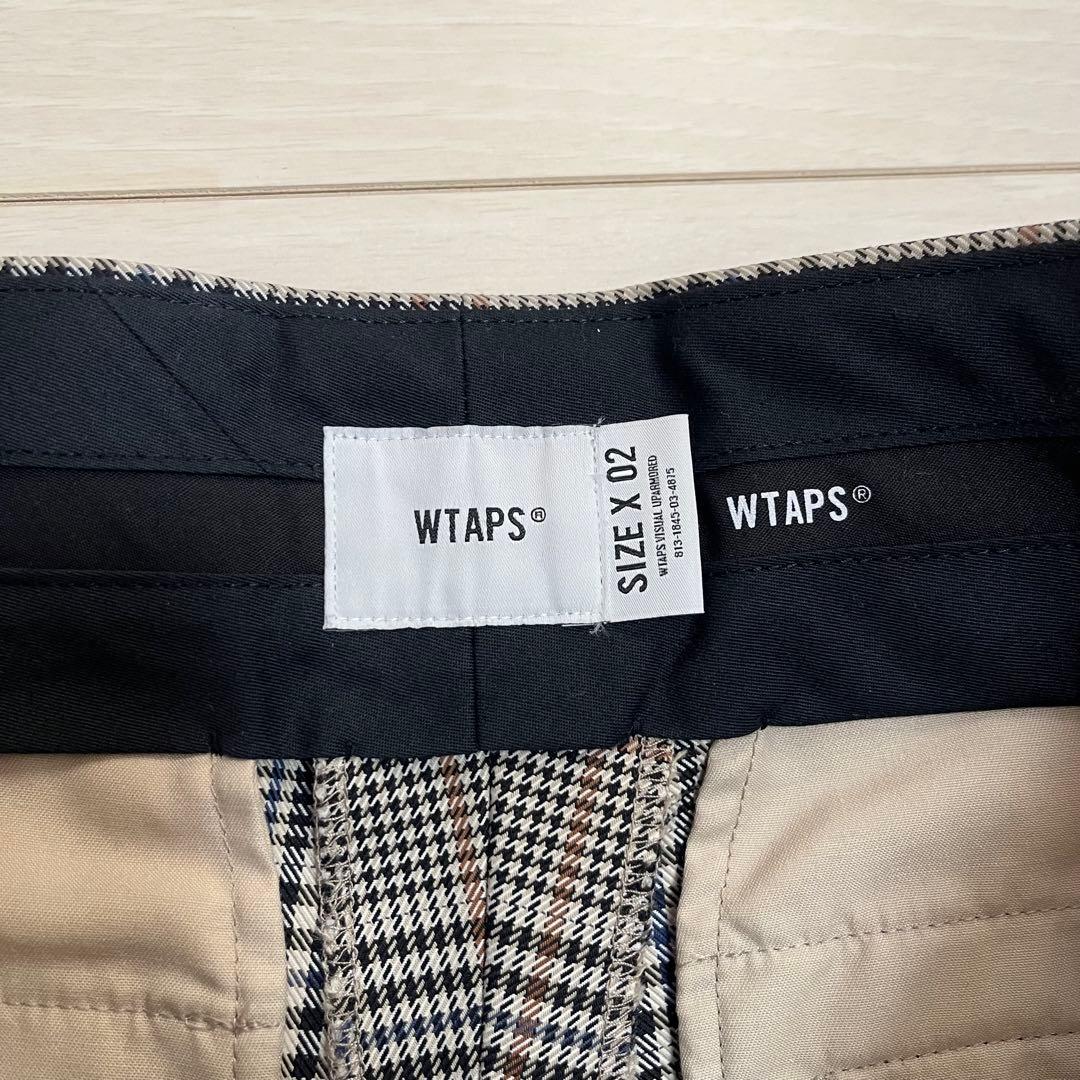 WTAPS®
SIZE X 02
WTAPS VISUAL UPARMORED
813-1845-03-4875
WTAPS®